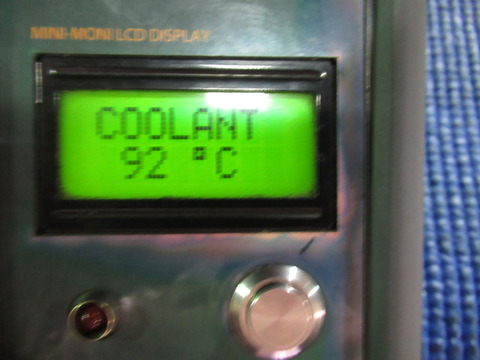 MINI-MONI LCD DISPLAY
COOLANT
92 °C